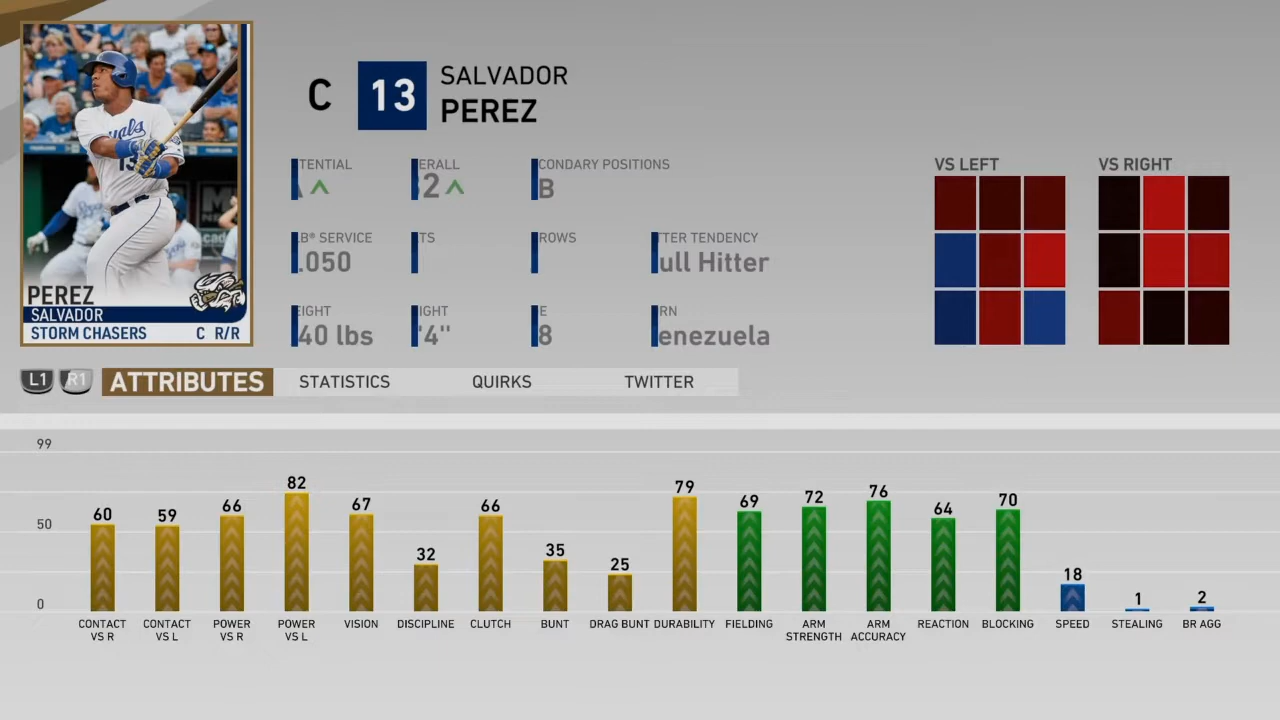 C 13 SALVADOR
PEREZ
TENTIAL ERALL CONDARY POSITIONS
2 B
LB® SERVICE TS ROWS TTER TENDENCY
.050 ull Hitter
EIGHT IGHT E RN
40 lbs '4" 8 enezuela
VS LEFT VS RIGHT
13
PEREZ
SALVADOR
STORM CHASERS C R/R
L1 R1 ATTRIBUTES STATISTICS QUIRKS TWITTER
99
50
0
60 59 66 82 67 32 66 35 25 79 69 72 76 64 70 18 1 2
CONTACT VS R
CONTACT VS L
POWER VS R
POWER VS L
VISION
DISCIPLINE
CLUTCH
BUNT
DRAG BUNT
DURABILITY
FIELDING
ARM STRENGTH
ARM ACCURACY
REACTION
BLOCKING
SPEED
STEALING
BR AGG